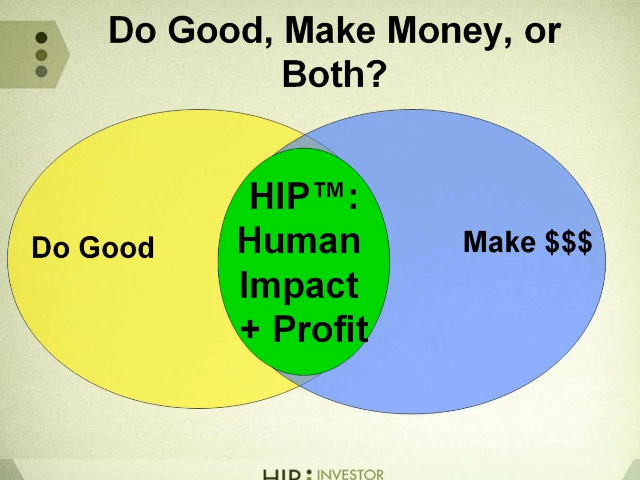 Do Good, Make Money, or
Both?
HIP™:
Human
Impact
+ Profit
Do Good
Make $$$
HIP: INVESTOR